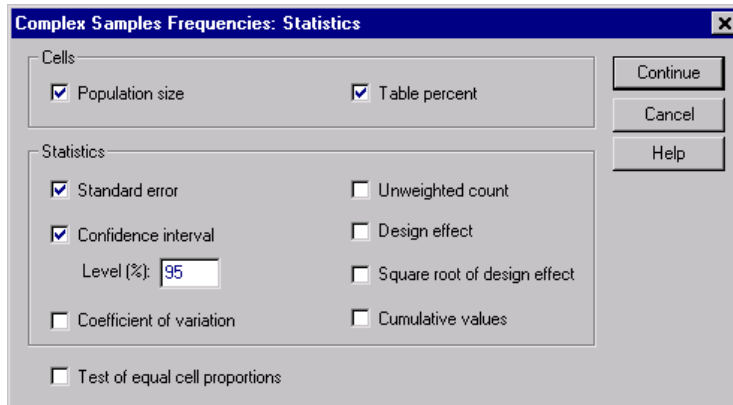 Complex Samples Frequencies: Statistics
Cells
Population size
Table percent
Continue
Cancel
Help
Statistics
Standard error
Unweighted count
Confidence interval
Design effect
Level (%): 95
Square root of design effect
Coefficient of variation
Cumulative values
Test of equal cell proportions